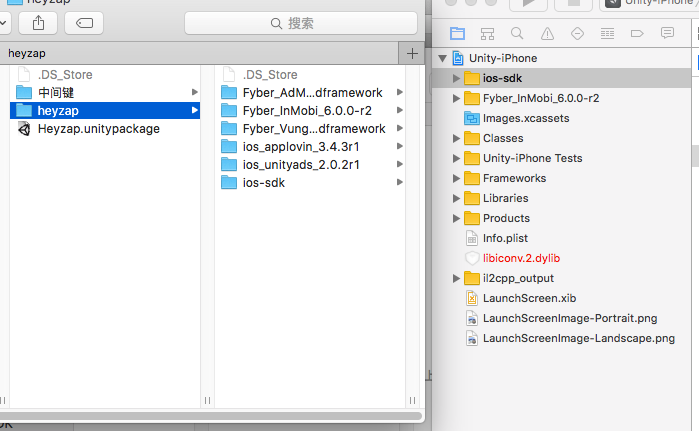 heyzap
搜索
heyzap
.DS_Store
中间键
heyzap
Heyzap.unitypackage
.DS_Store
Fyber_AdM...dframework
Fyber_InMobi_6.0.0-r2
Fyber_Vung...dframework
ios_applovin_3.4.3r1
ios_unityads_2.0.2r1
ios-sdk
Unity-iPhone
Unity-iPhone
ios-sdk
Fyber_InMobi_6.0.0-r2
Images.xcassets
Classes
Unity-iPhone Tests
Frameworks
Libraries
Products
Info.plist
libiconv.2.dylib
il2cpp_output
LaunchScreen.xib
LaunchScreenImage-Portrait.png
LaunchScreenImage-Landscape.png